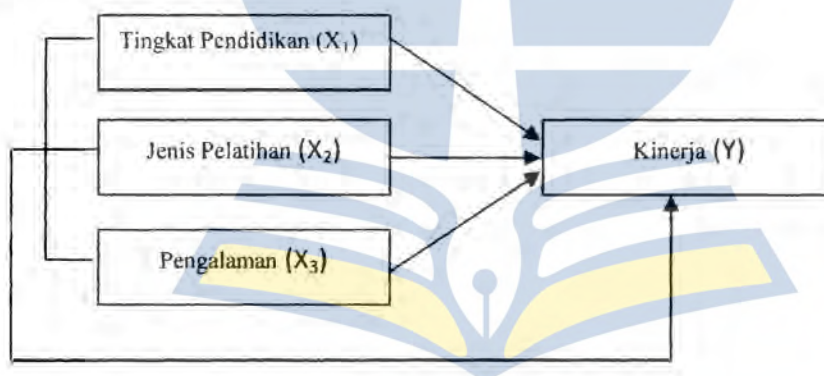 Tingkat Pendidikan (X₁)
Jenis Pelatihan (X₂)
Kinerja (Y)
Pengalaman (X₃)